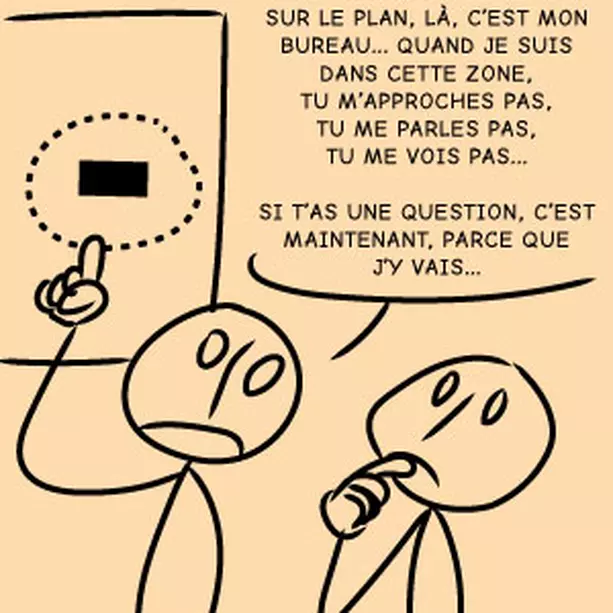 SUR LE PLAN, LÀ, C'EST MON
BUREAU... QUAND JE SUIS
DANS CETTE ZONE,
TU M'APPROCHES PAS,
TU ME PARLES PAS,
TU ME VOIS PAS...
SI T'AS UNE QUESTION, C'EST
MAINTENANT, PARCE QUE
J'Y VAIS...